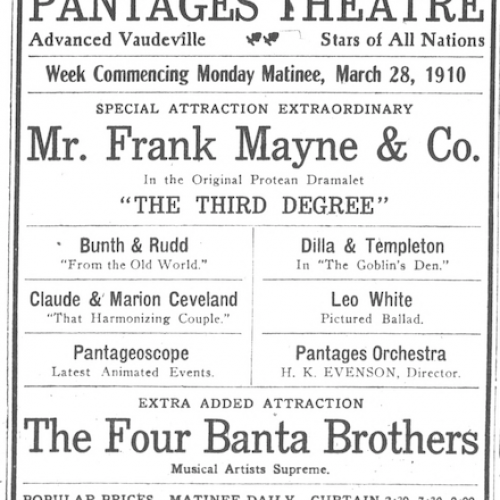 PANTAGES THEATRE
Advanced Vaudeville Stars of All Nations
Week Commencing Monday Matinee, March 28, 1910
SPECIAL ATTRACTION EXTRAORDINARY
Mr. Frank Mayne & Co.
In the Original Protean Dramalet
"THE THIRD DEGREE"
Bunth & Rudd
"From the Old World."
Dilla & Templeton
In "The Goblin's Den."
Claude & Marion Ceveland
"That Harmonizing Couple."
Leo White
Pictured Ballad.
Pantageoscope
Latest Animated Events.
Pantages Orchestra
H. K. EVENSON, Director.
EXTRA ADDED ATTRACTION
The Four Banta Brothers
Musical Artists Supreme.
POPULAR PRICES MATINEE DAILY CURTAIN